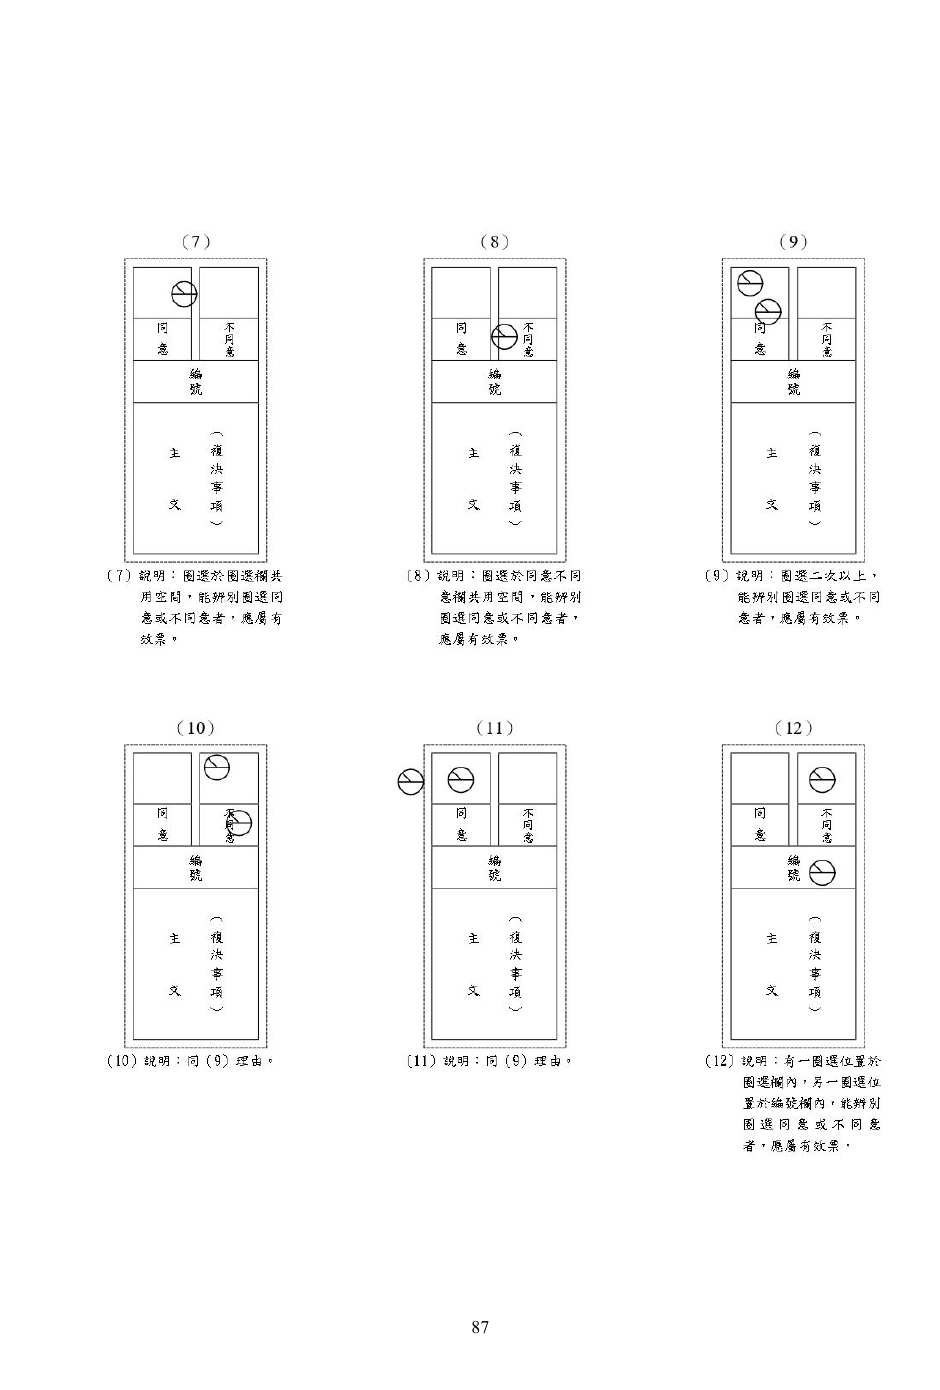 （7）
同意
不同意
編號
主文
（複決事項）
（7）說明：圈選於圈選欄共
用空間，能辨別圈選同
意或不同意者，應屬有
效票。
（8）
同意
不同意
編號
主文
（複決事項）
（8）說明：圈選於同意不同
意欄共用空間，能辨別
圈選同意或不同意者，
應屬有效票。
（9）
同意
不同意
編號
主文
（複決事項）
（9）說明：圈選二次以上，
能辨別圈選同意或不同
意者，應屬有效票。
（10）
同意
不同意
編號
主文
（複決事項）
（10）說明：同（9）理由。
（11）
同意
不同意
編號
主文
（複決事項）
（11）說明：同（9）理由。
（12）
同意
不同意
編號
主文
（複決事項）
（12）說明：有一圈選位置於
圈選欄內，另一圈選位
置於編號欄內，能辨別
圈選同意或不同意
者，應屬有效票。
87